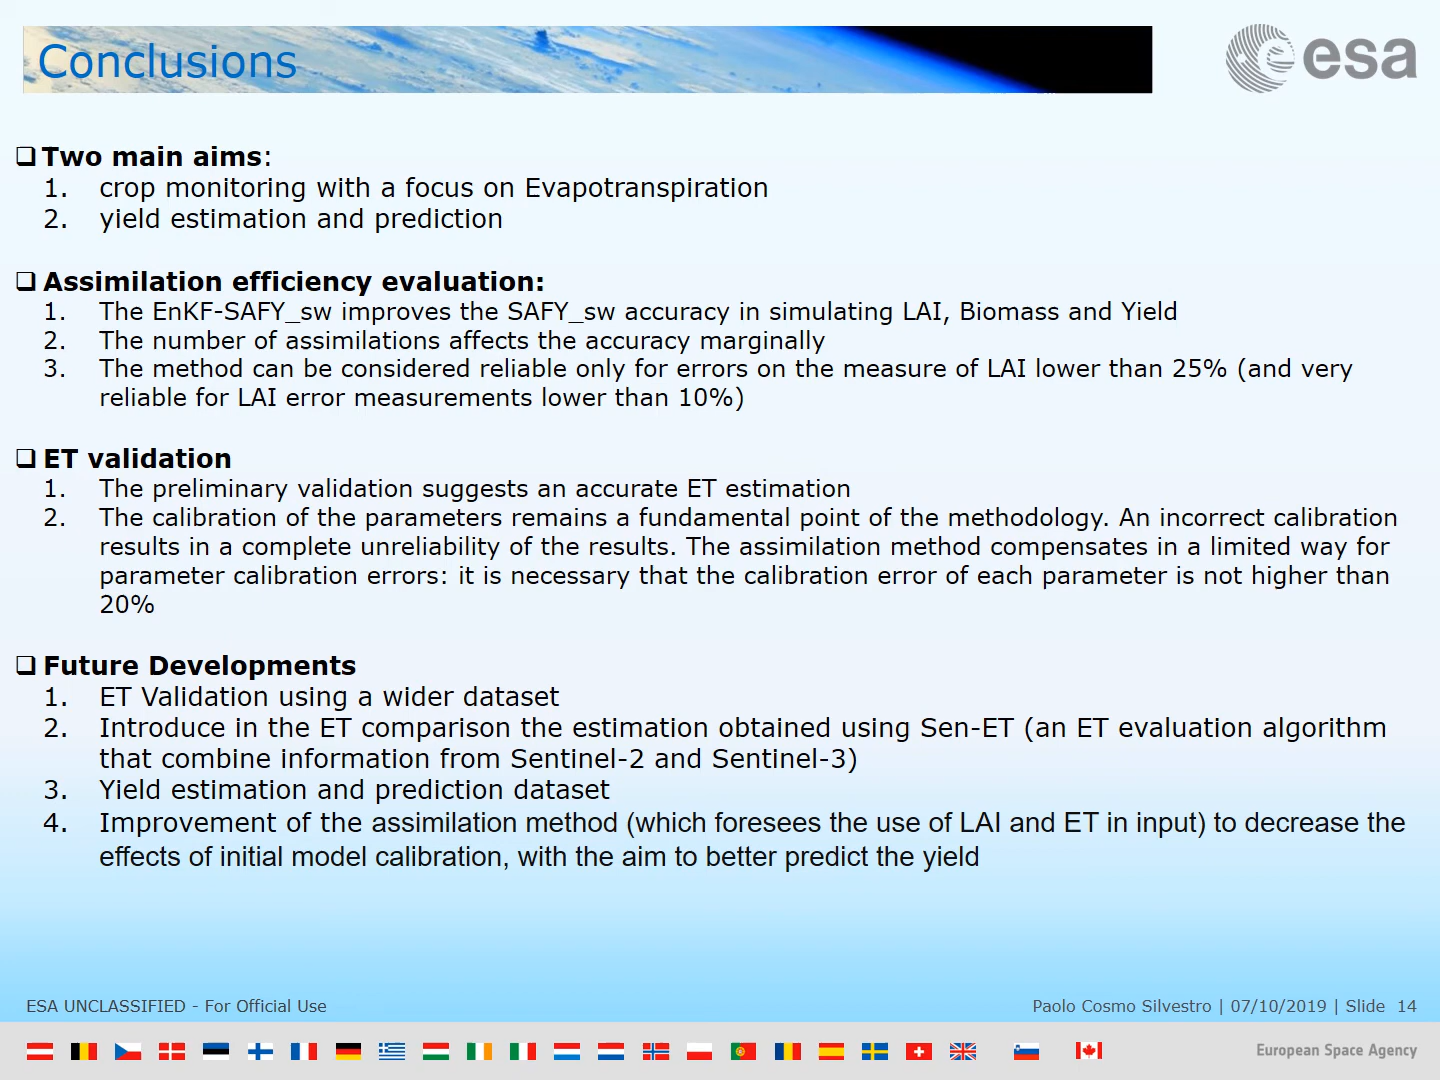 Conclusions
esa
❑ Two main aims:
1. crop monitoring with a focus on Evapotranspiration
2. yield estimation and prediction
❑ Assimilation efficiency evaluation:
1. The EnKF-SAFY_sw improves the SAFY_sw accuracy in simulating LAI, Biomass and Yield
2. The number of assimilations affects the accuracy marginally
3. The method can be considered reliable only for errors on the measure of LAI lower than 25% (and very
reliable for LAI error measurements lower than 10%)
❑ ET validation
1. The preliminary validation suggests an accurate ET estimation
2. The calibration of the parameters remains a fundamental point of the methodology. An incorrect calibration
results in a complete unreliability of the results. The assimilation method compensates in a limited way for
parameter calibration errors: it is necessary that the calibration error of each parameter is not higher than
20%
❑ Future Developments
1. ET Validation using a wider dataset
2. Introduce in the ET comparison the estimation obtained using Sen-ET (an ET evaluation algorithm
that combine information from Sentinel-2 and Sentinel-3)
3. Yield estimation and prediction dataset
4. Improvement of the assimilation method (which foresees the use of LAI and ET in input) to decrease the
effects of initial model calibration, with the aim to better predict the yield
ESA UNCLASSIFIED - For Official Use
Paolo Cosmo Silvestro | 07/10/2019 | Slide 14
European Space Agency